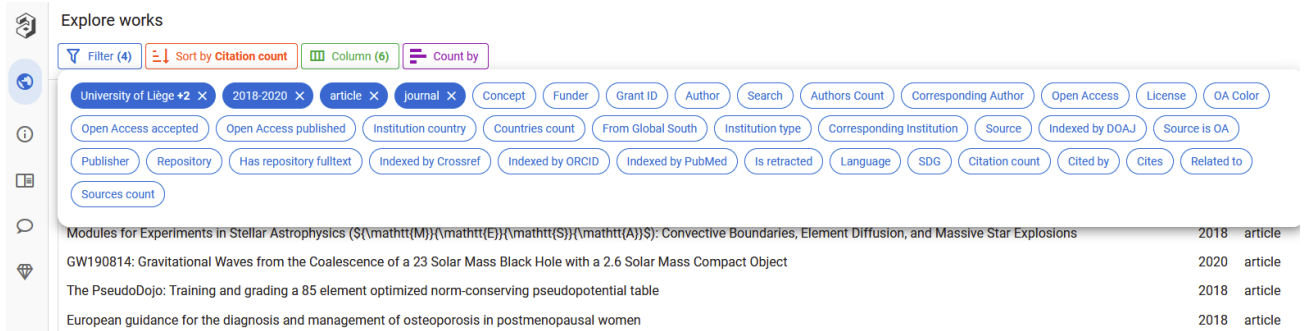 Explore works
Filter (4) Sort by Citation count Column (6) Count by
University of Liège +2 2018-2020 article journal Concept Funder Grant ID Author Search Authors Count Corresponding Author Open Access License OA Color
Open Access accepted Open Access published Institution country Countries count From Global South Institution type Corresponding Institution Source Indexed by DOAJ Source is OA
Publisher Repository Has repository fulltext Indexed by Crossref Indexed by ORCID Indexed by PubMed Is retracted Language SDG Citation count Cited by Cites Related to
Sources count
Modules for Experiments in Stellar Astrophysics (${\mathtt{M}}{\mathtt{E}}{\mathtt{S}}{\mathtt{A}}$): Convective Boundaries, Element Diffusion, and Massive Star Explosions 2018 article
GW190814: Gravitational Waves from the Coalescence of a 23 Solar Mass Black Hole with a 2.6 Solar Mass Compact Object 2020 article
The PseudoDojo: Training and grading a 85 element optimized norm-conserving pseudopotential table 2018 article
European guidance for the diagnosis and management of osteoporosis in postmenopausal women 2018 article